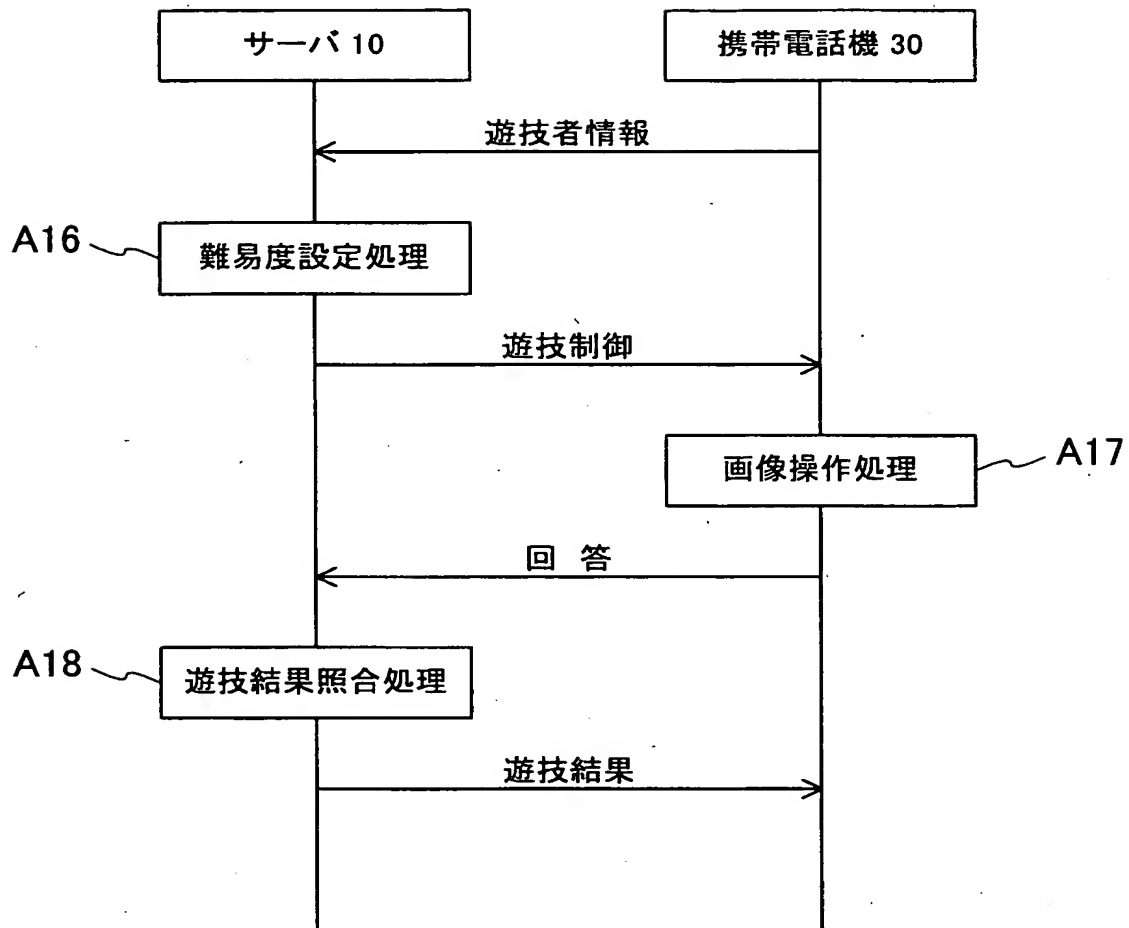 サーバ 10
携帯電話機 30
遊技者情報
A16
難易度設定処理
遊技制御
画像操作処理
A17
回 答
A18
遊技結果照合処理
遊技結果